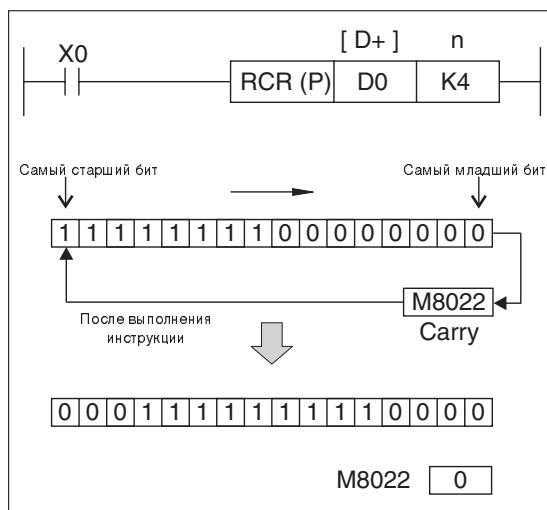 [ D+ ] n
X0
RCR (P) D0 K4
Самый старший бит Самый младший бит
1 1 1 1 1 1 1 1 0 0 0 0 0 0 0 0
M8022
Carry
После выполнения
инструкции
0 0 0 1 1 1 1 1 1 1 1 1 0 0 0 0
M8022 0